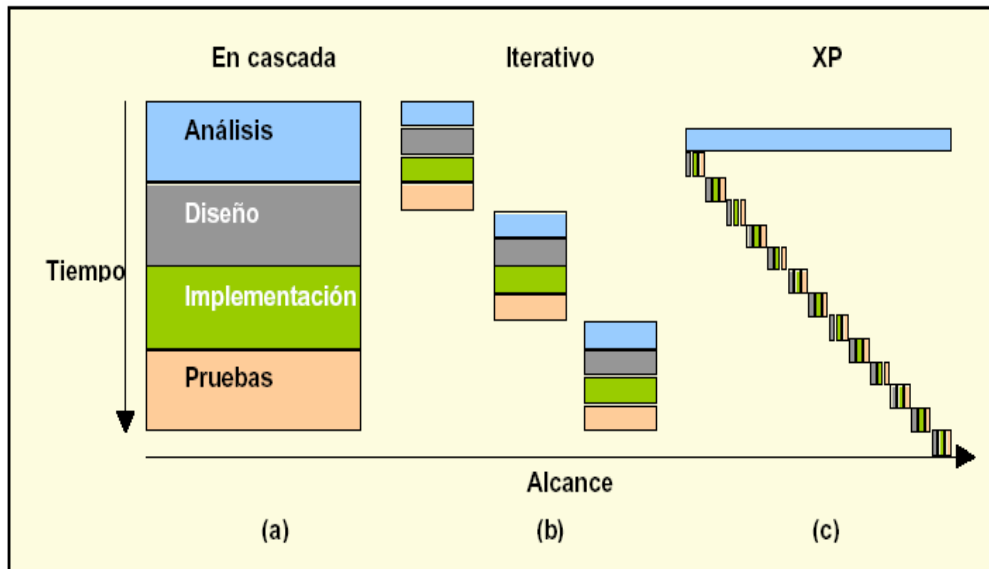 En cascada
Iterativo
XP
Análisis
Diseño
Tiempo
Implementación
Pruebas
Alcance
(a)
(b)
(c)